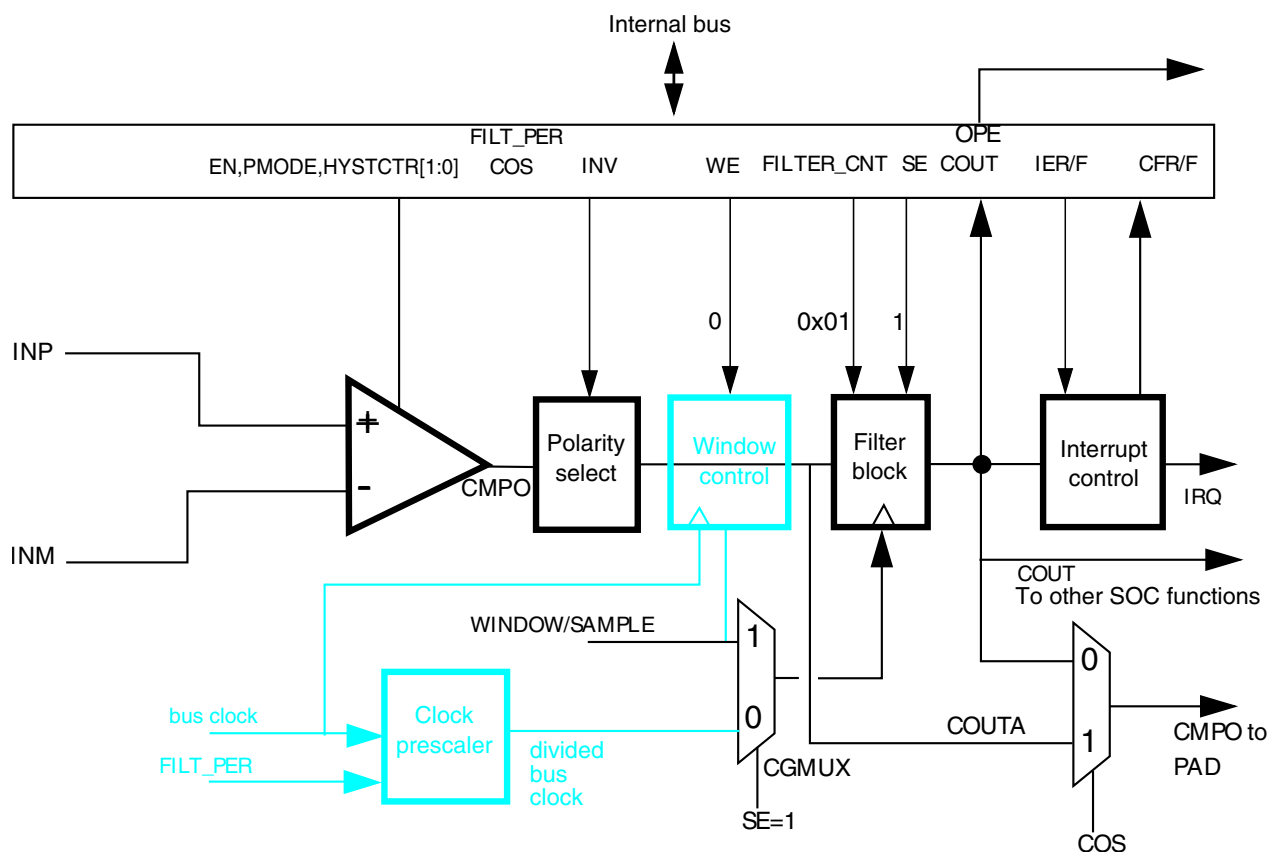 Internal bus
FILT_PER
OPE
EN,PMODE,HYSTCTR[1:0]
COS
INV
WE
FILTER_CNT
SE
COUT
IER/F
CFR/F
0
0x01
1
INP
+
-
INM
CMPO
Polarity
select
Window
control
Filter
block
Interrupt
control
IRQ
COUT
To other SOC functions
WINDOW/SAMPLE
1
0
CGMUX
SE=1
bus clock
FILT_PER
Clock
prescaler
divided
bus
clock
COUTA
0
1
CMPO to
PAD
COS